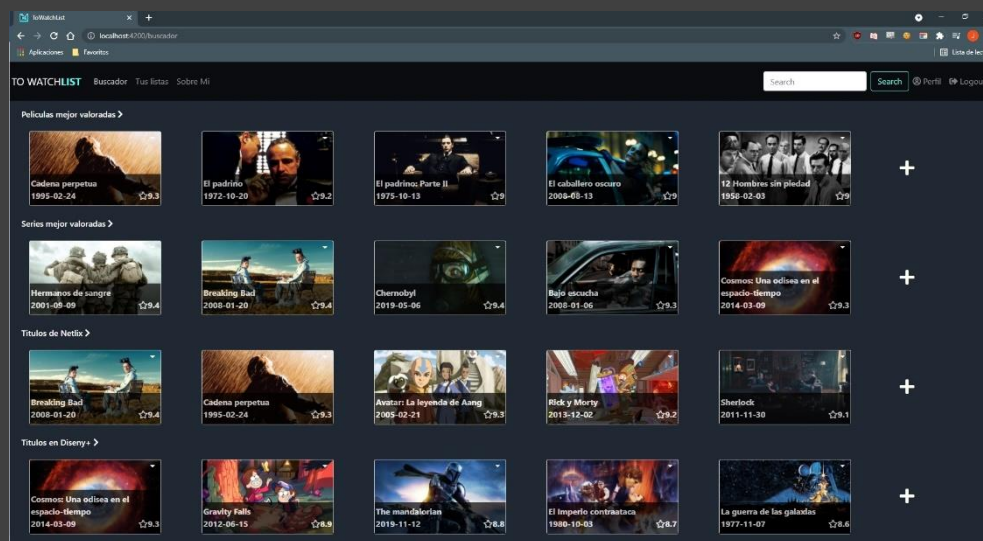 ToWatchList
localhost:4200/buscador
Aplicaciones Favoritos Lista de lec
TO WATCHLIST Buscador Tus listas Sobre Mi Search Search Perfil Logou
Peliculas mejor valoradas
Cadena perpetua
1995-02-24 9.3
El padrino
1972-10-20 9.2
El padrino: Parte II
1975-10-13 9
El caballero oscuro
2008-08-13 9
12 Hombres sin piedad
1958-02-03 9
Series mejor valoradas
Hermanos de sangre
2001-09-09 9.4
Breaking Bad
2008-01-20 9.4
Chernobyl
2019-05-06 9.4
Bajo escucha
2008-01-06 9.3
Cosmos: Una odisea en el
espacio-tiempo
2014-03-09 9.3
Titulos de Netlix
Breaking Bad
2008-01-20 9.4
Cadena perpetua
1995-02-24 9.3
Avatar: La leyenda de Aang
2005-02-21 9.3
Rick y Morty
2013-12-02 9.2
Sherlock
2011-11-30 9.1
Titulos en Diseny+
Cosmos: Una odisea en el
espacio-tiempo
2014-03-09 9.3
Gravity Falls
2012-06-15 8.9
The mandalorian
2019-11-12 8.8
El imperio contraataca
1980-10-03 8.7
La guerra de las galaxias
1977-11-07 8.6